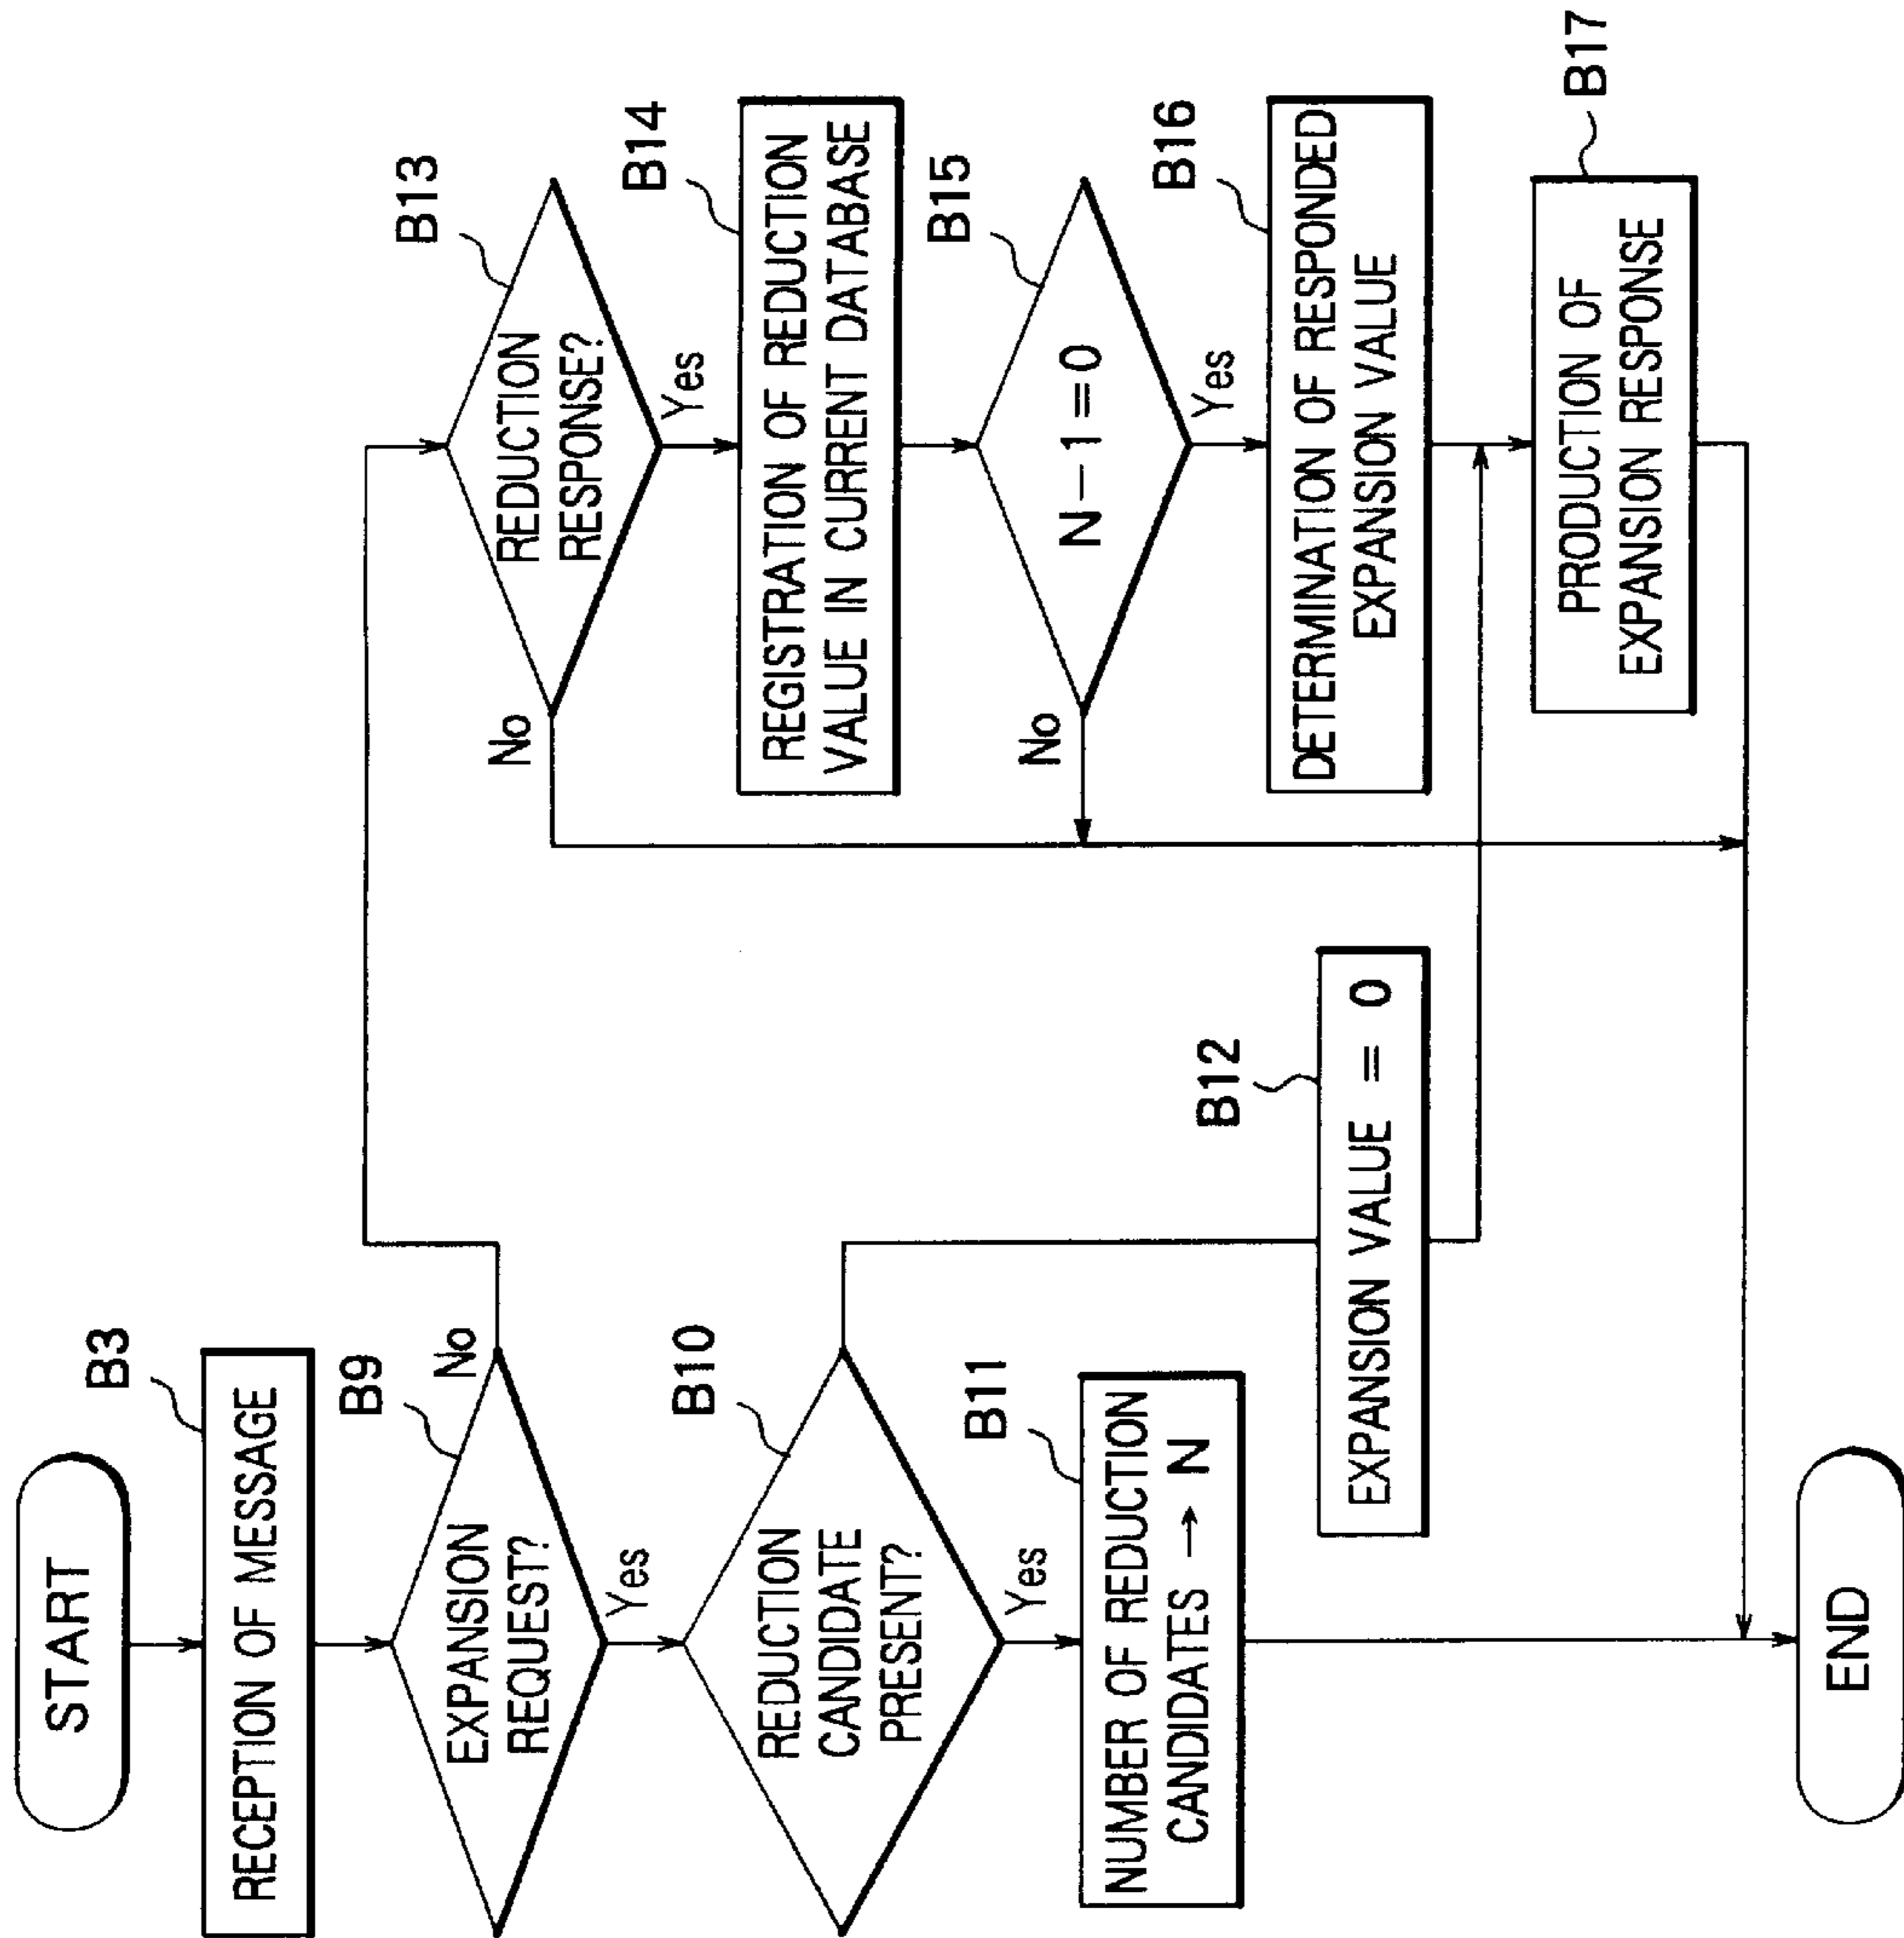 START
B3
RECEPTION OF MESSAGE
B9
EXPANSION
REQUEST?
No
Yes
B10
REDUCTION
CANDIDATE
PRESENT?
Yes
B11
NUMBER OF REDUCTION
CANDIDATES → N
B12
EXPANSION VALUE = 0
END
B13
REDUCTION
RESPONSE?
No
Yes
B14
REGISTRATION OF REDUCTION
VALUE IN CURRENT DATABASE
B15
N-1=0
No
Yes
B16
DETERMINATION OF RESPONDED
EXPANSION VALUE
B17
PRODUCTION OF
EXPANSION RESPONSE